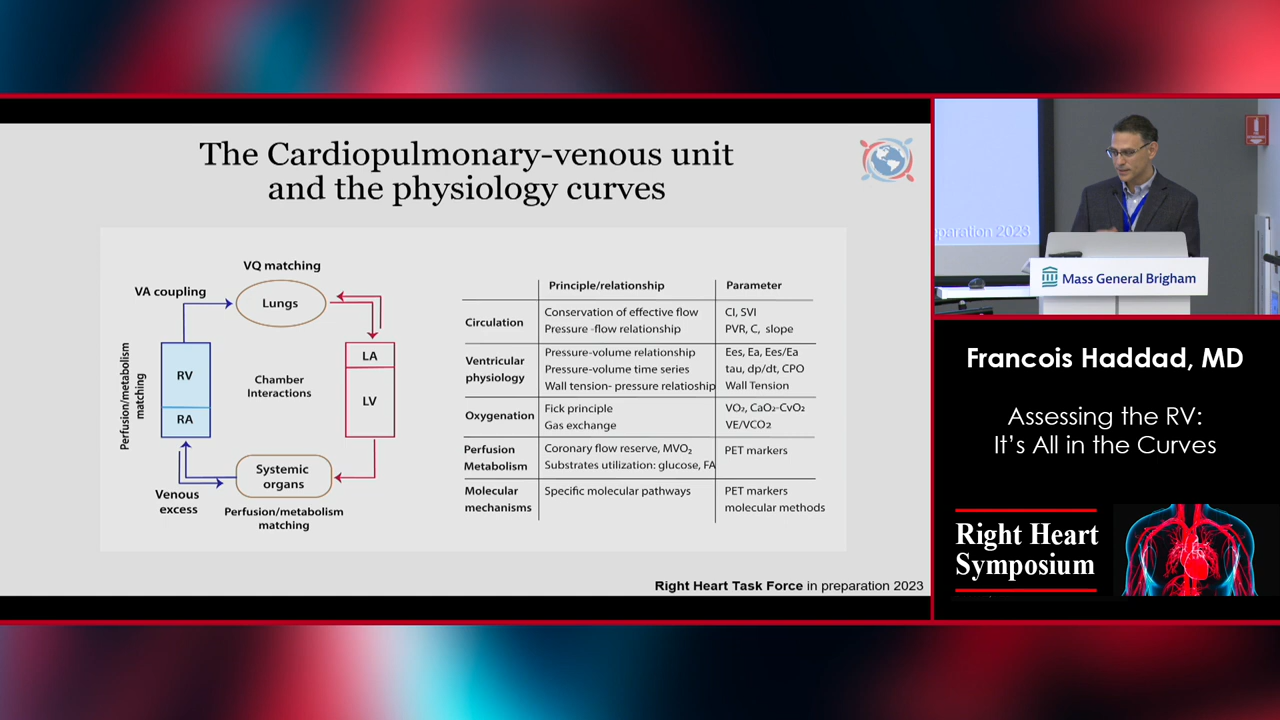 The Cardiopulmonary-venous unit
and the physiology curves
VQ matching
VA coupling
Lungs
Perfusion/metabolism
matching
RV
RA
Chamber
Interactions
LA
LV
Systemic
organs
Venous
excess
Perfusion/metabolism
matching
Principle/relationship Parameter
Circulation
Conservation of effective flow CI, SVI
Pressure -flow relationship PVR, C, slope
Ventricular
physiology
Pressure-volume relationship Ees, Ea, Ees/Ea
Pressure-volume time series tau, dp/dt, CPO
Wall tension- pressure relatioship Wall Tension
Oxygenation
Fick principle VO₂, CaO₂-CvO₂
Gas exchange VE/VCO₂
Perfusion
Metabolism
Coronary flow reserve, MVO₂ PET markers
Substrates utilization: glucose, FA
Molecular
mechanisms
Specific molecular pathways PET markers
molecular methods
Right Heart Task Force in preparation 2023
paration 2023
Mass General Brigham
Francois Haddad, MD
Assessing the RV:
It's All in the Curves
Right Heart
Symposium